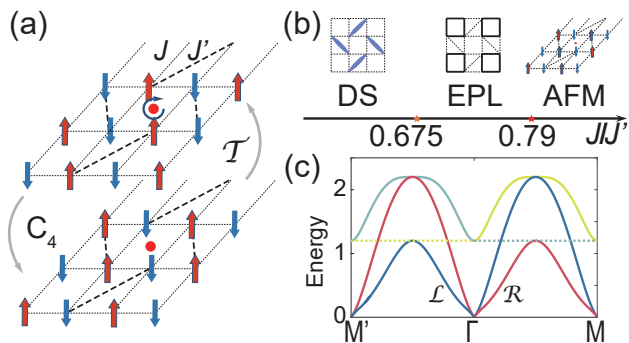 (a)
J J'
𝒯
C4
(b)
DS EPL AFM
0.675 0.79 J/J'
(c)
Energy
2
1
0
ℒ ℛ
M' Γ M